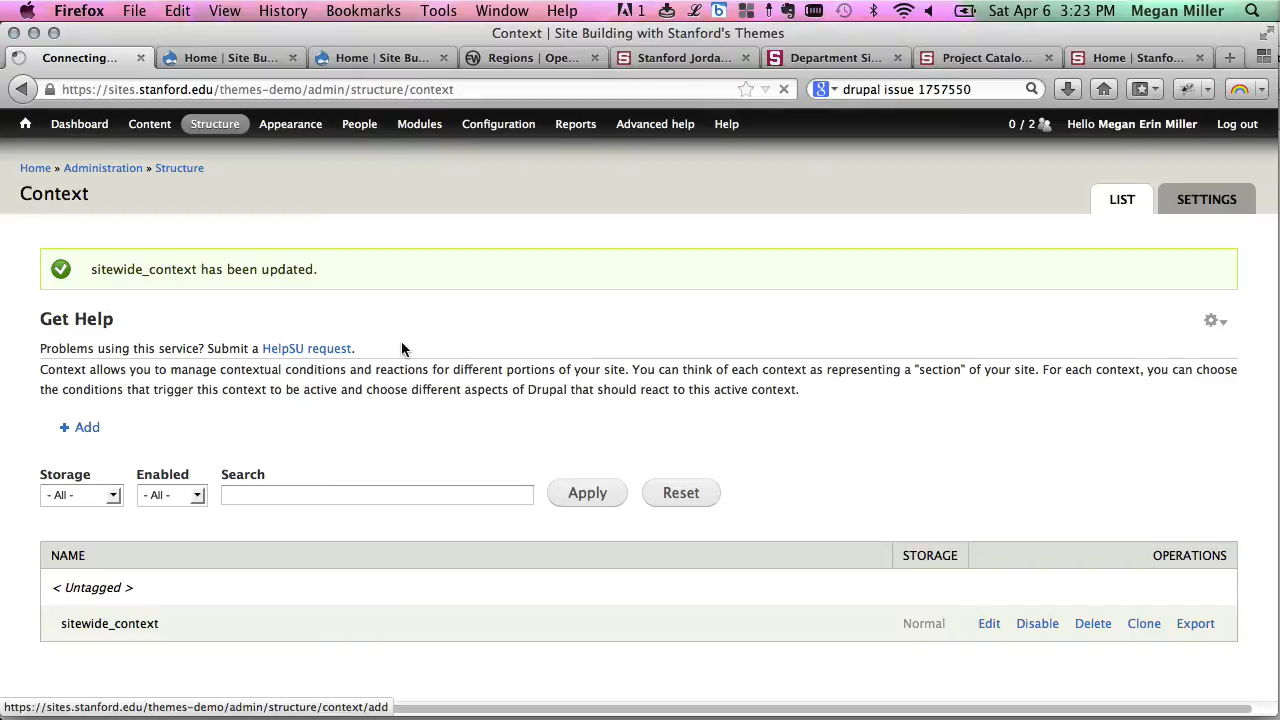 Firefox File Edit View History Bookmarks Tools Window Help 1 Sat Apr 6 3:23 PM Megan Miller
Context | Site Building with Stanford's Themes
Connecting... Home | Site Bu... Home | Site Bu... Regions | Ope... Stanford Jorda... Department Si... Project Catalo... Home | Stanfo...
https://sites.stanford.edu/themes-demo/admin/structure/context drupal issue 1757550
Dashboard Content Structure Appearance People Modules Configuration Reports Advanced help Help 0 / 2 Hello Megan Erin Miller Log out
Home » Administration » Structure
Context
LIST SETTINGS
sitewide_context has been updated.
Get Help
Problems using this service? Submit a HelpSU request.
Context allows you to manage contextual conditions and reactions for different portions of your site. You can think of each context as representing a "section" of your site. For each context, you can choose
the conditions that trigger this context to be active and choose different aspects of Drupal that should react to this active context.
+ Add
Storage Enabled Search
- All - - All - Apply Reset
NAME STORAGE OPERATIONS
< Untagged >
sitewide_context Normal Edit Disable Delete Clone Export
https://sites.stanford.edu/themes-demo/admin/structure/context/add